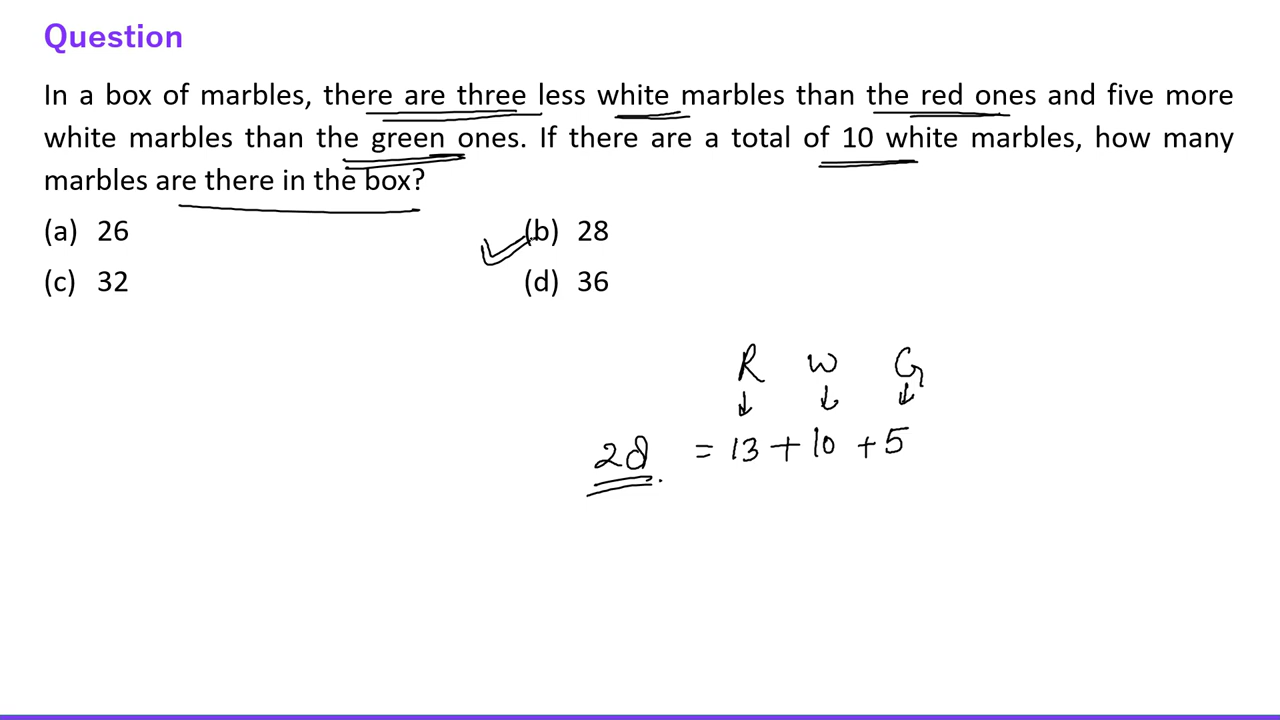 Question
In a box of marbles, there are three less white marbles than the red ones and five more
white marbles than the green ones. If there are a total of 10 white marbles, how many
marbles are there in the box?
(a) 26 (b) 28
(c) 32 (d) 36
R W G
28 = 13 + 10 + 5